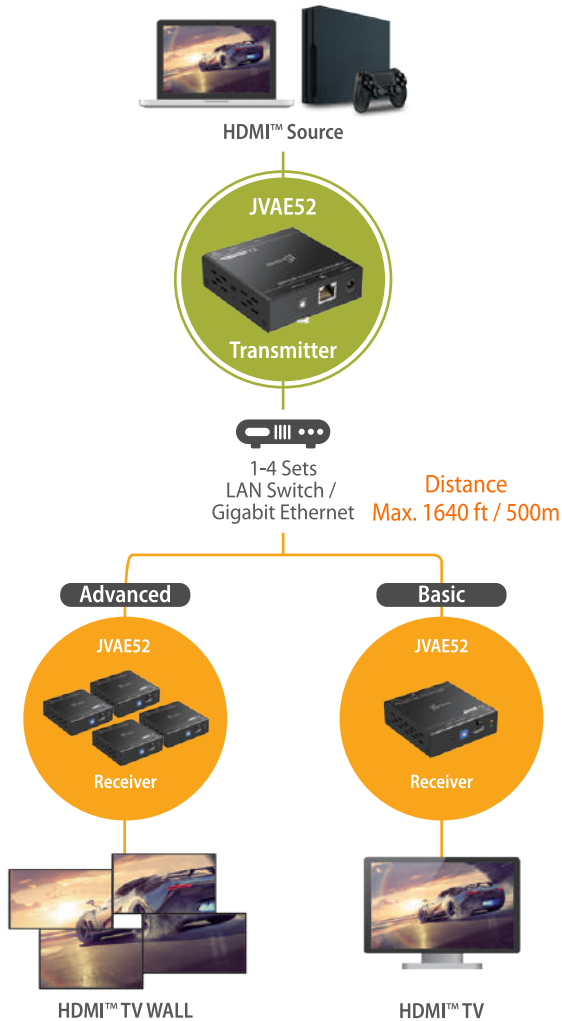 HDMI™ Source
JVAE52
Transmitter
1-4 Sets
LAN Switch /
Gigabit Ethernet
Distance
Max. 1640 ft / 500m
Advanced
Basic
JVAE52
Receiver
JVAE52
Receiver
HDMI™ TV WALL
HDMI™ TV